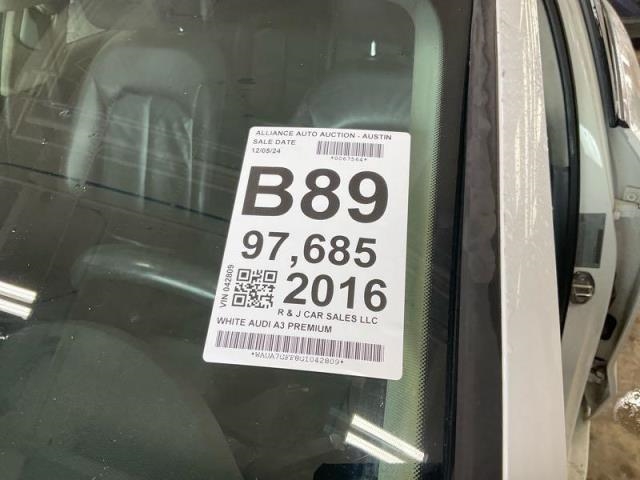 ALLIANCE AUTO AUCTION - AUSTIN
SALE DATE
12/05/24
*0067564*
B89
97,685
2016
VIN 042809
R & J CAR SALES LLC
WHITE AUDI A3 PREMIUM
*WAUA7GFF8G1042809*